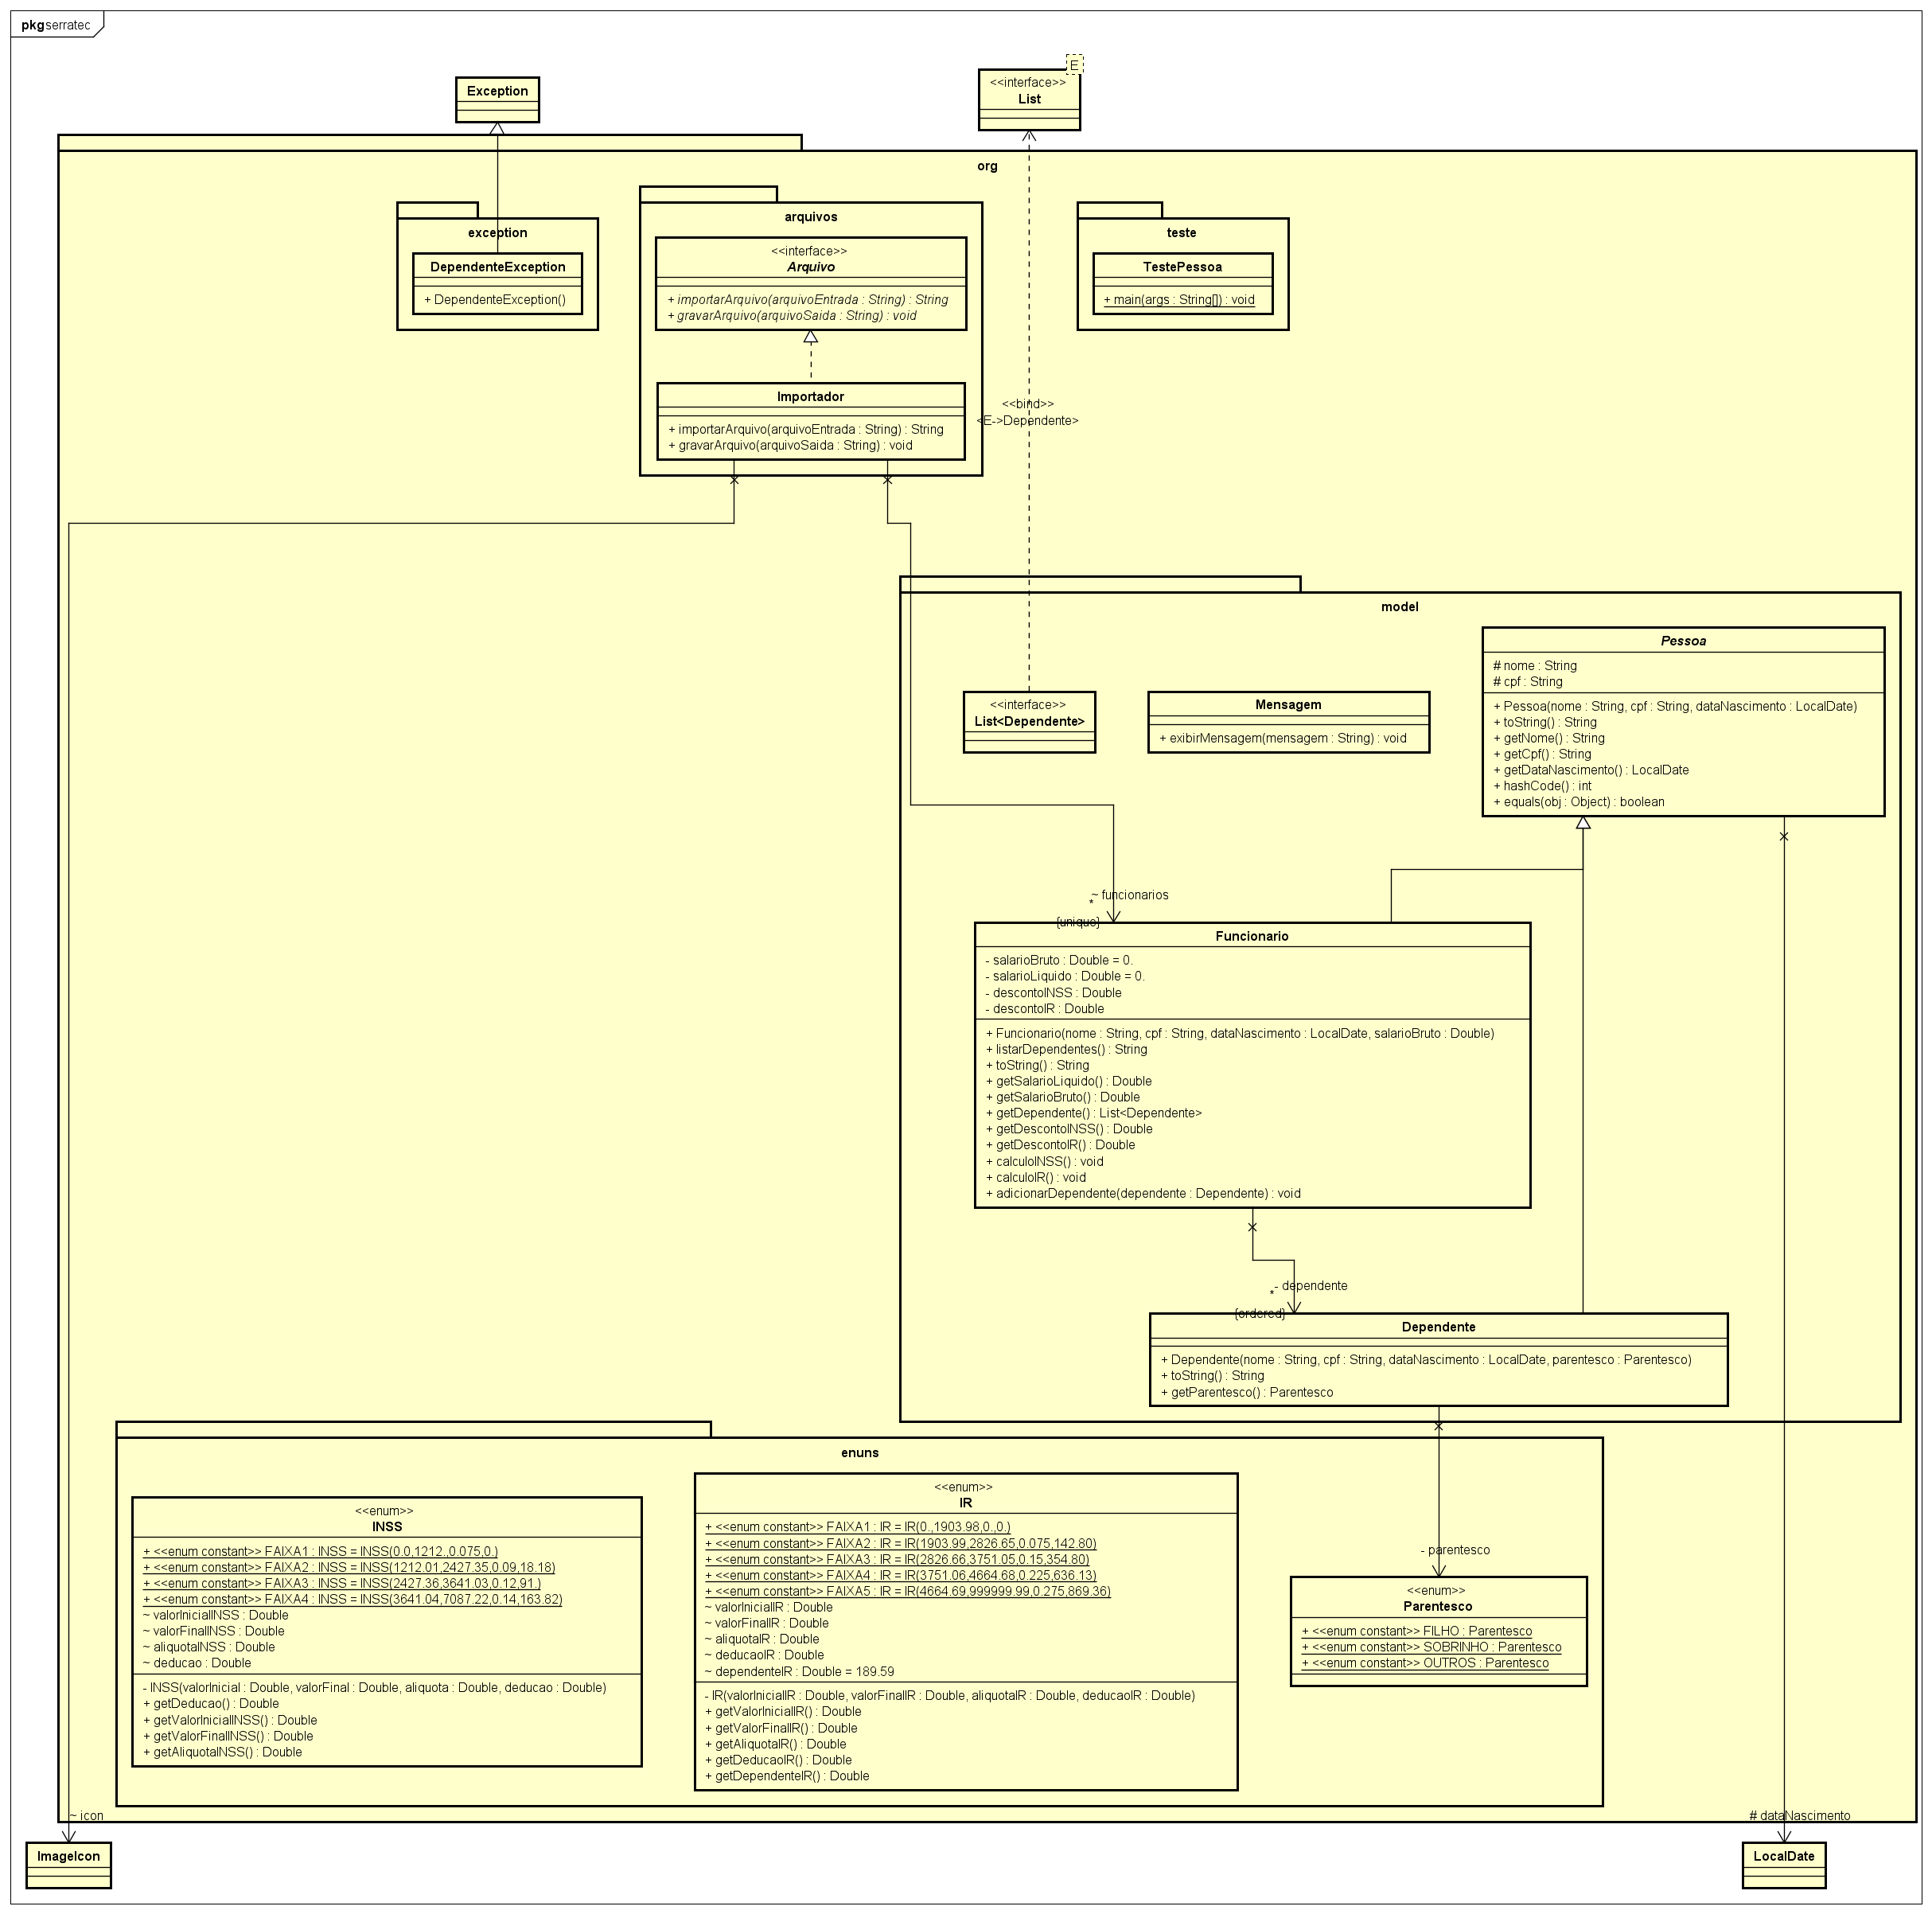 pkg serratec
Exception
E
<<interface>>
List
org
exception
DependenteException
+ DependenteException()
arquivos
<<interface>>
Arquivo
+ importarArquivo(arquivoEntrada : String) : String
+ gravarArquivo(arquivoSaida : String) : void
Importador
+ importarArquivo(arquivoEntrada : String) : String
+ gravarArquivo(arquivoSaida : String) : void
teste
TestePessoa
+ main(args : String[]) : void
<<bind>>
<E->Dependente>
model
<<interface>>
List<Dependente>
Mensagem
+ exibirMensagem(mensagem : String) : void
Pessoa
# nome : String
# cpf : String
+ Pessoa(nome : String, cpf : String, dataNascimento : LocalDate)
+ toString() : String
+ getNome() : String
+ getCpf() : String
+ getDataNascimento() : LocalDate
+ hashCode() : int
+ equals(obj : Object) : boolean
~ funcionarios
*
{unique}
Funcionario
- salarioBruto : Double = 0.
- salarioLiquido : Double = 0.
- descontoINSS : Double
- descontoIR : Double
+ Funcionario(nome : String, cpf : String, dataNascimento : LocalDate, salarioBruto : Double)
+ listarDependentes() : String
+ toString() : String
+ getSalarioLiquido() : Double
+ getSalarioBruto() : Double
+ getDependente() : List<Dependente>
+ getDescontoINSS() : Double
+ getDescontoIR() : Double
+ calculoINSS() : void
+ calculoIR() : void
+ adicionarDependente(dependente : Dependente) : void
- dependente
*
{ordered}
Dependente
+ Dependente(nome : String, cpf : String, dataNascimento : LocalDate, parentesco : Parentesco)
+ toString() : String
+ getParentesco() : Parentesco
enuns
<<enum>>
INSS
+ <<enum constant>> FAIXA1 : INSS = INSS(0.0,1212.,0.075,0.)
+ <<enum constant>> FAIXA2 : INSS = INSS(1212.01,2427.35,0.09,18.18)
+ <<enum constant>> FAIXA3 : INSS = INSS(2427.36,3641.03,0.12,91.)
+ <<enum constant>> FAIXA4 : INSS = INSS(3641.04,7087.22,0.14,163.82)
~ valorInicialINSS : Double
~ valorFinalINSS : Double
~ aliquotaINSS : Double
~ deducao : Double
- INSS(valorInicial : Double, valorFinal : Double, aliquota : Double, deducao : Double)
+ getDeducao() : Double
+ getValorInicialINSS() : Double
+ getValorFinalINSS() : Double
+ getAliquotaINSS() : Double
<<enum>>
IR
+ <<enum constant>> FAIXA1 : IR = IR(0.,1903.98,0.,0.)
+ <<enum constant>> FAIXA2 : IR = IR(1903.99,2826.65,0.075,142.80)
+ <<enum constant>> FAIXA3 : IR = IR(2826.66,3751.05,0.15,354.80)
+ <<enum constant>> FAIXA4 : IR = IR(3751.06,4664.68,0.225,636.13)
+ <<enum constant>> FAIXA5 : IR = IR(4664.69,999999.99,0.275,869.36)
~ valorInicialIR : Double
~ valorFinalIR : Double
~ aliquotaIR : Double
~ deducaoIR : Double
~ dependenteIR : Double = 189.59
- IR(valorInicialIR : Double, valorFinalIR : Double, aliquotaIR : Double, deducaoIR : Double)
+ getValorInicialIR() : Double
+ getValorFinalIR() : Double
+ getAliquotaIR() : Double
+ getDeducaoIR() : Double
+ getDependenteIR() : Double
- parentesco
<<enum>>
Parentesco
+ <<enum constant>> FILHO : Parentesco
+ <<enum constant>> SOBRINHO : Parentesco
+ <<enum constant>> OUTROS : Parentesco
~ icon
ImageIcon
# dataNascimento
LocalDate